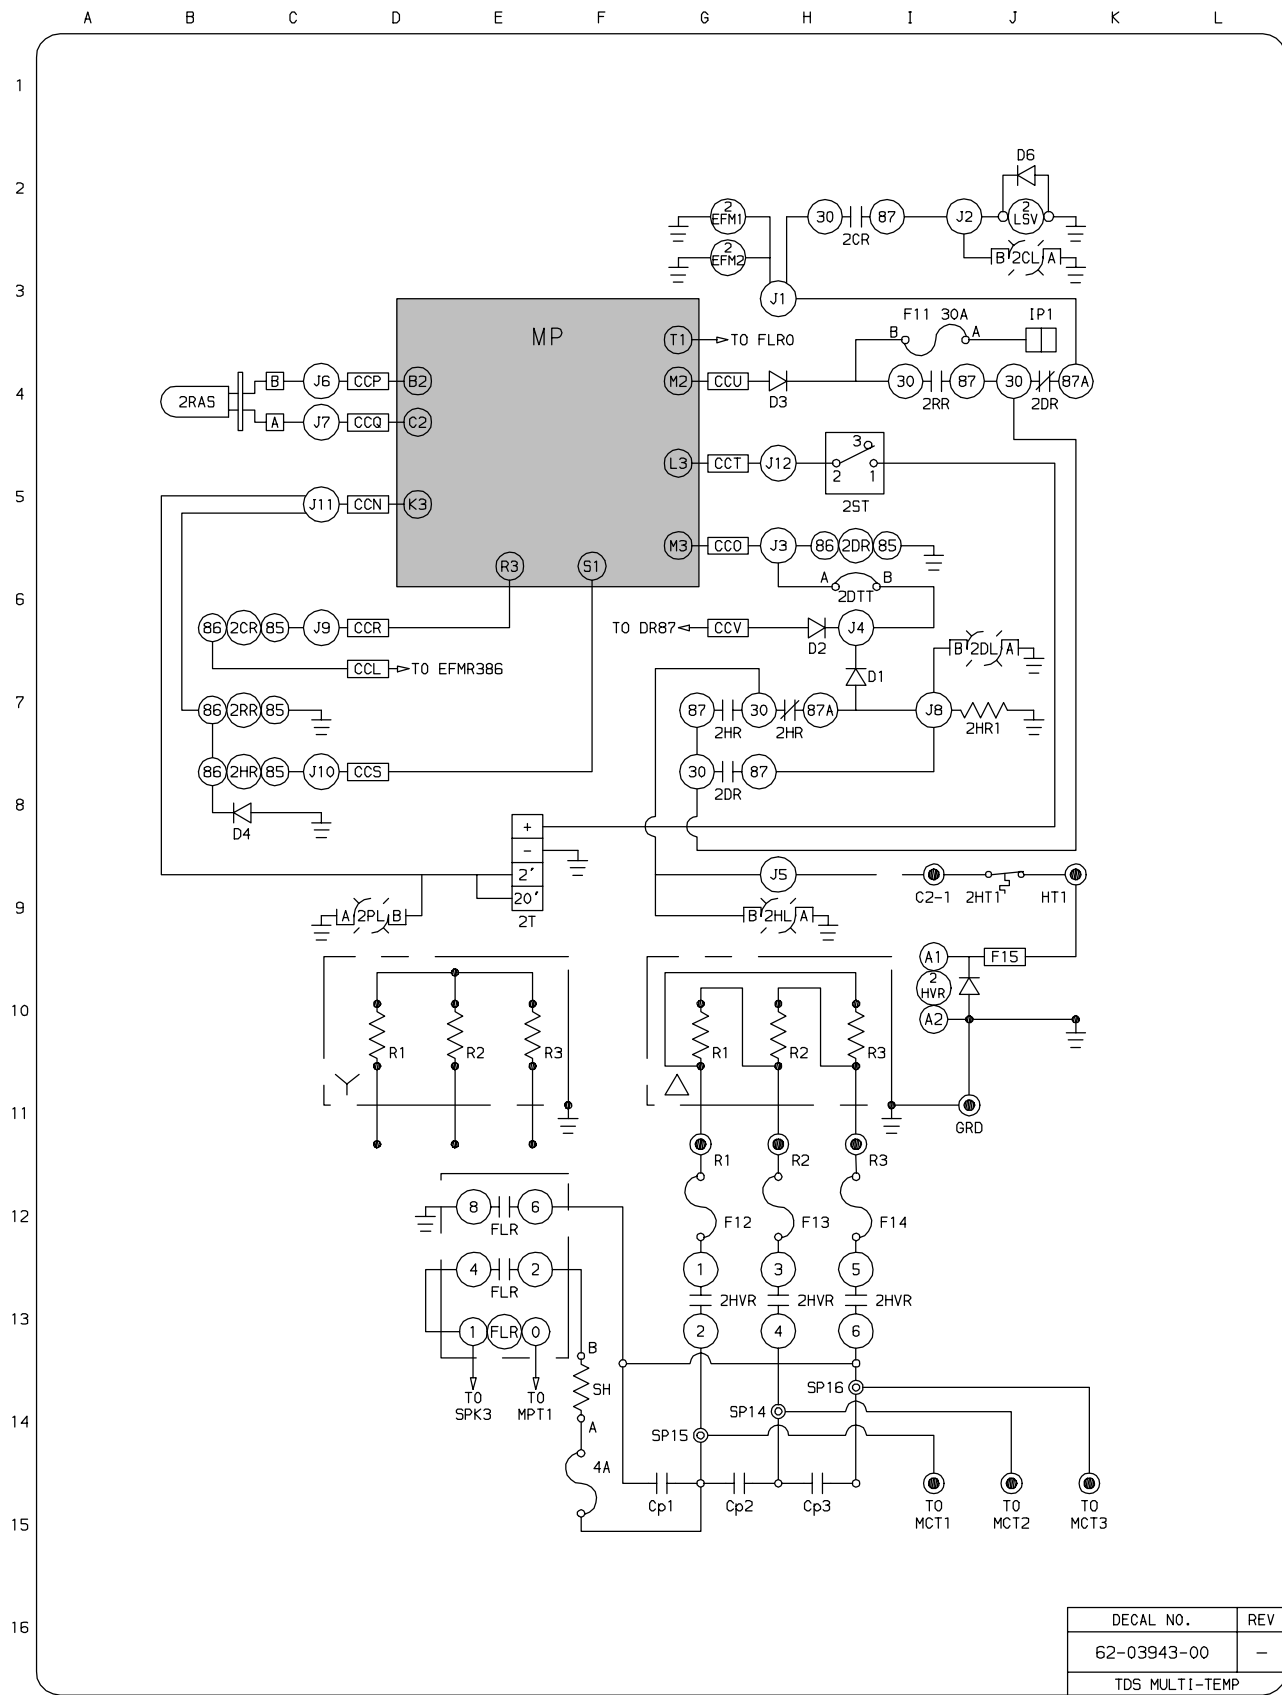 A B C D E F G H I J K L
1
D6
2
2 EFM1 30 87 J2 2 LSV
2CR
2 EFM2 B 2CL A
3
J1
MP F11 30A IP1
T1 TO FLRO B A
4
2RAS B J6 CCP B2 M2 CCU D3 30 87 30 87A
2RR 2DR
A J7 CCQ C2
3
L3 CCT J12 2 1
5
J11 CCN K3 2ST
M3 CCO J3 86 2DR 85
R3 S1 A B
6
2DTT
86 2CR 85 J9 CCR TO DR87 CCV D2 J4
B 2DL A
CCL TO EFMR386 D1
7
86 2RR 85 87 30 87A J8
2HR 2HR 2HR1
86 2HR 85 J10 CCS 30 87
2DR
8
D4 +
-
2' J5
20' C2-1 2HT1 HT1
9
A 2PL B 2T B 2HL A
A1 F15
2 HVR
10
A2
R1 R2 R3 R1 R2 R3
11
GRD
R1 R2 R3
12
8 6
FLR F12 F13 F14
4 2 1 3 5
FLR
13
2HVR 2HVR 2HVR
1 FLR 0 2 4 6
B
SH SP16
TO TO
SPK3 MPT1
14
SP14
A SP15
4A
Cp1 Cp2 Cp3
15
TO TO TO
MCT1 MCT2 MCT3
16
DECAL NO. REV
62-03943-00 -
TDS MULTI-TEMP